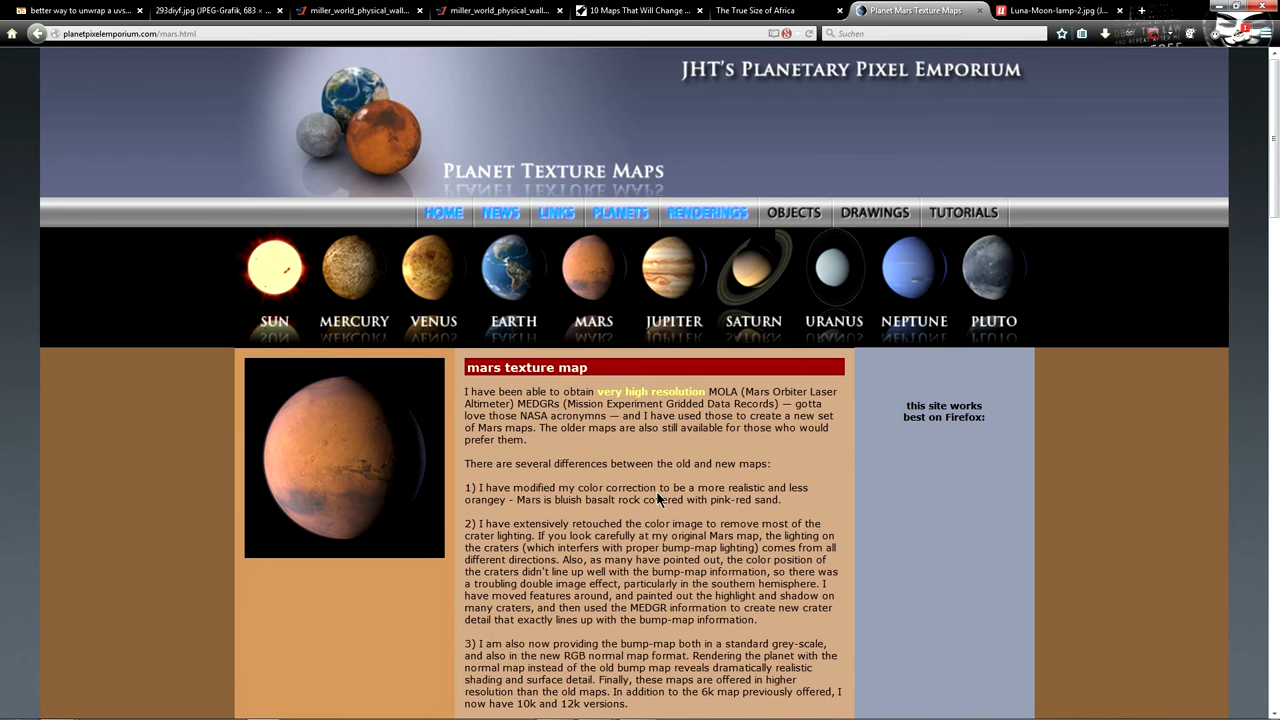 better way to unwrap a uvs...
293diyf.jpg (JPEG-Grafik, 683 × ...
miller_world_physical_wall...
miller_world_physical_wall...
10 Maps That Will Change ...
The True Size of Africa
Planet Mars Texture Maps
Luna-Moon-lamp-2.jpg (J...
planetpixelemporium.com/mars.html
Suchen
JHT's Planetary Pixel Emporium
Planet Texture Maps
HOME NEWS LINKS PLANETS RENDERINGS OBJECTS DRAWINGS TUTORIALS
SUN MERCURY VENUS EARTH MARS JUPITER SATURN URANUS NEPTUNE PLUTO
mars texture map
I have been able to obtain very high resolution MOLA (Mars Orbiter Laser
Altimeter) MEDGRs (Mission Experiment Gridded Data Records) — gotta
love those NASA acronymns — and I have used those to create a new set
of Mars maps. The older maps are also still available for those who would
prefer them.
There are several differences between the old and new maps:
1) I have modified my color correction to be a more realistic and less
orangey - Mars is bluish basalt rock covered with pink-red sand.
2) I have extensively retouched the color image to remove most of the
crater lighting. If you look carefully at my original Mars map, the lighting on
the craters (which interfers with proper bump-map lighting) comes from all
different directions. Also, as many have pointed out, the color position of
the craters didn't line up well with the bump-map information, so there was
a troubling double image effect, particularly in the southern hemisphere. I
have moved features around, and painted out the highlight and shadow on
many craters, and then used the MEDGR information to create new crater
detail that exactly lines up with the bump-map information.
3) I am also now providing the bump-map both in a standard grey-scale,
and also in the new RGB normal map format. Rendering the planet with the
normal map instead of the old bump map reveals dramatically realistic
shading and surface detail. Finally, these maps are offered in higher
resolution than the old maps. In addition to the 6k map previously offered, I
now have 10k and 12k versions.
this site works
best on Firefox: